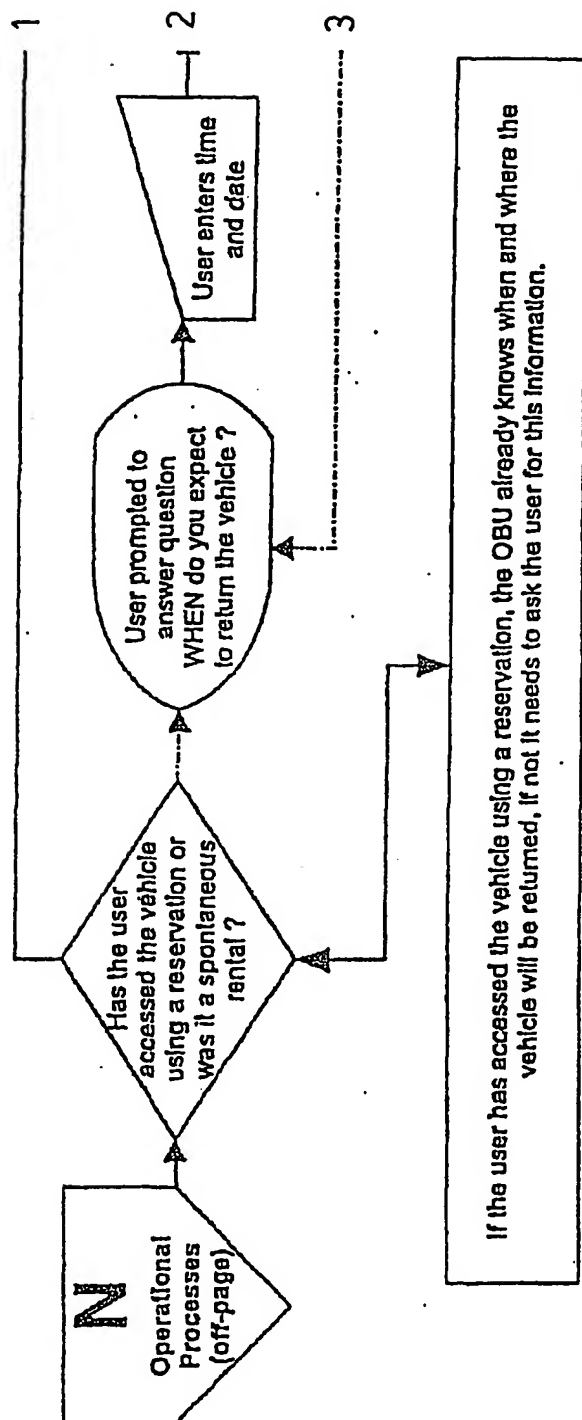 N
Operational
Processes
(off-page)
Has the user
accessed the vehicle
using a reservation or
was it a spontaneous
rental ?
User prompted to
answer question
WHEN do you expect
to return the vehicle ?
User enters time
and date
1
2
3
If the user has accessed the vehicle using a reservation, the OBU already knows when and where the
vehicle will be returned, if not it needs to ask the user for this information.